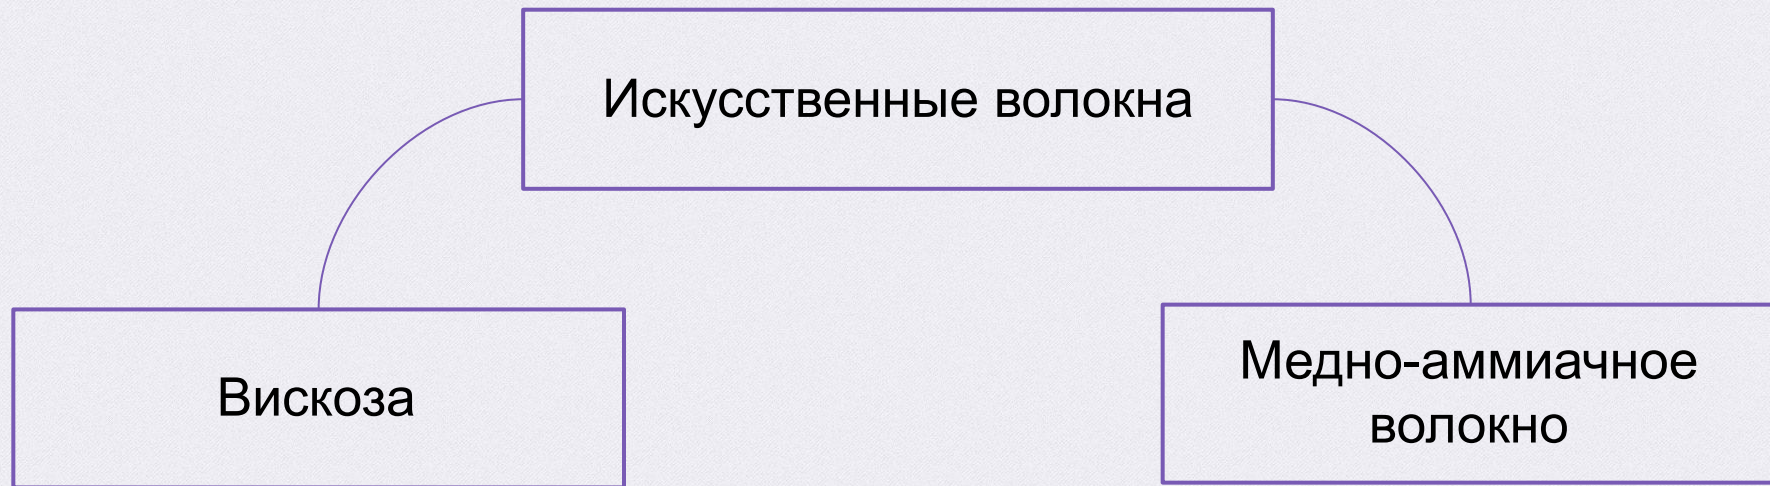 Искусственные волокна
Вискоза
Медно-аммиачное
волокно